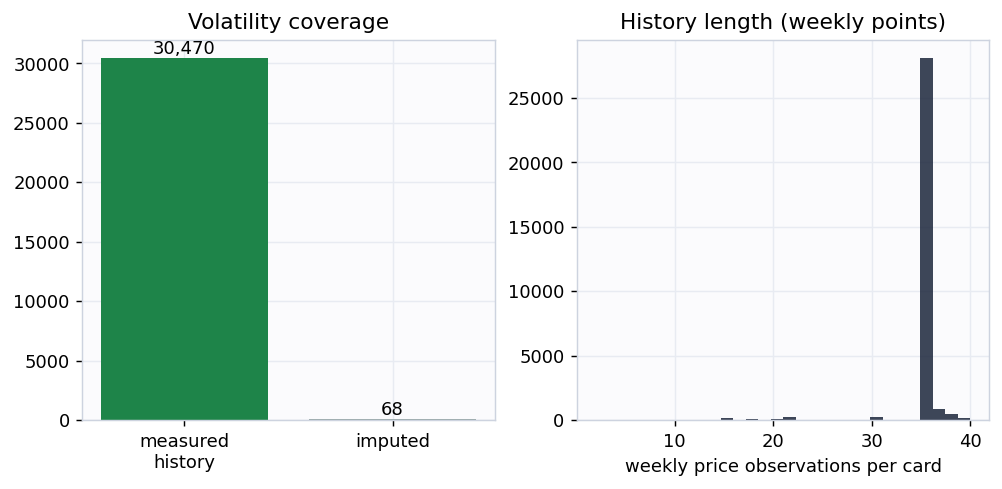 Volatility coverage
30,470
30000
25000
20000
15000
10000
5000
0
68
measured
history
imputed
History length (weekly points)
25000
20000
15000
10000
5000
0
10 20 30 40
weekly price observations per card